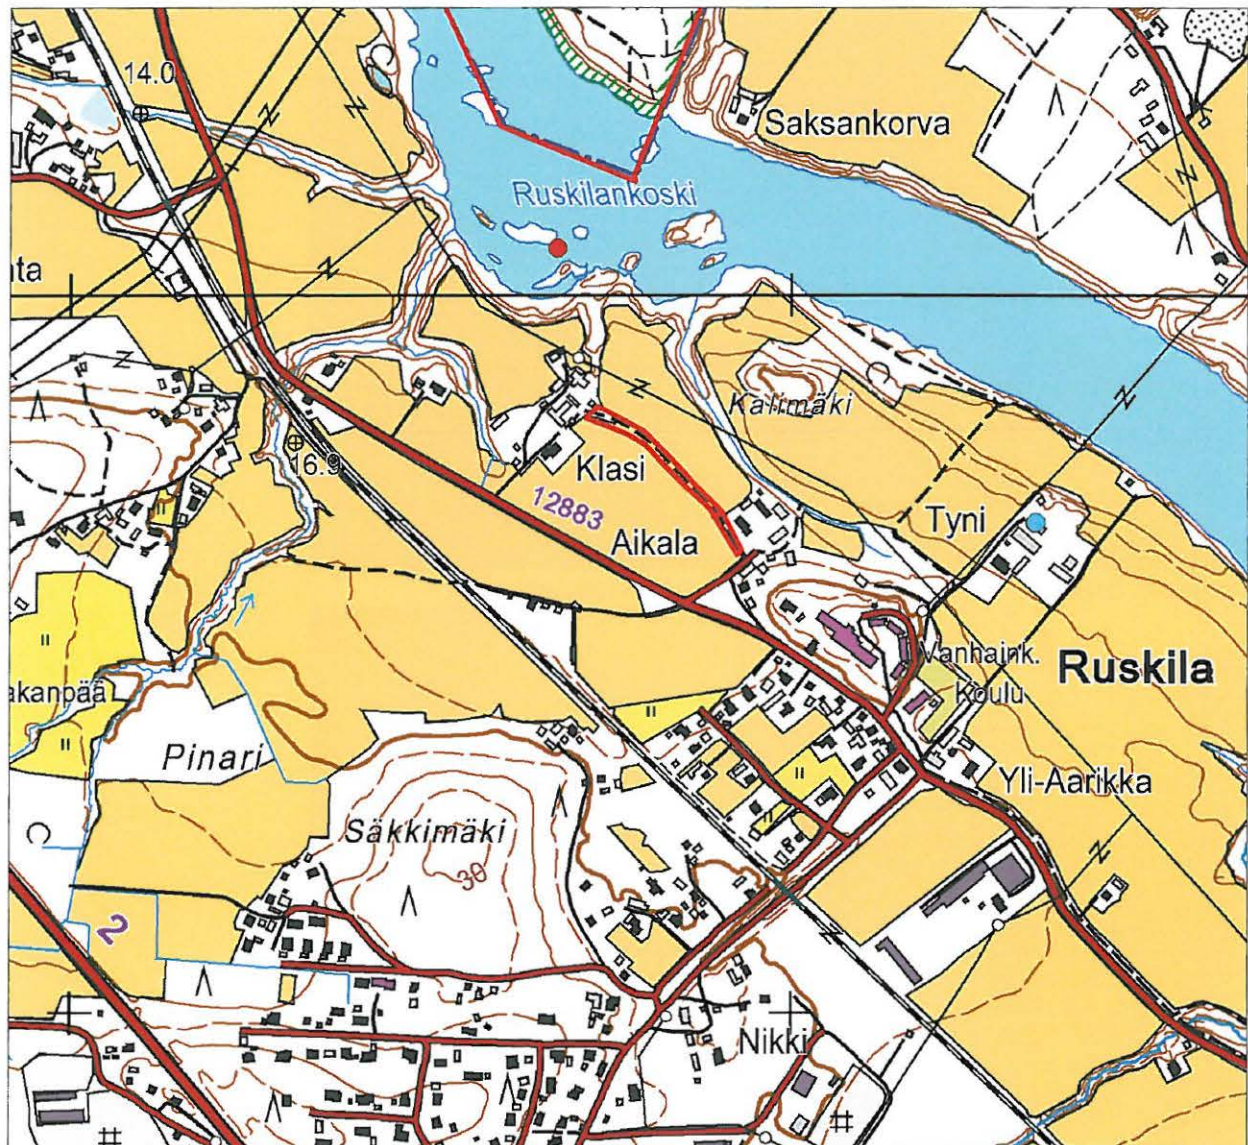 14.0
Saksankorva
Ruskilankoski
nta
Kalimäki
16.9
Klasi
12883
Aikala
Tyni
Vanhaink.
Koulu
Ruskila
akanpää
Pinari
Yli-Aarikka
Säkkimäki
30
2
Nikki